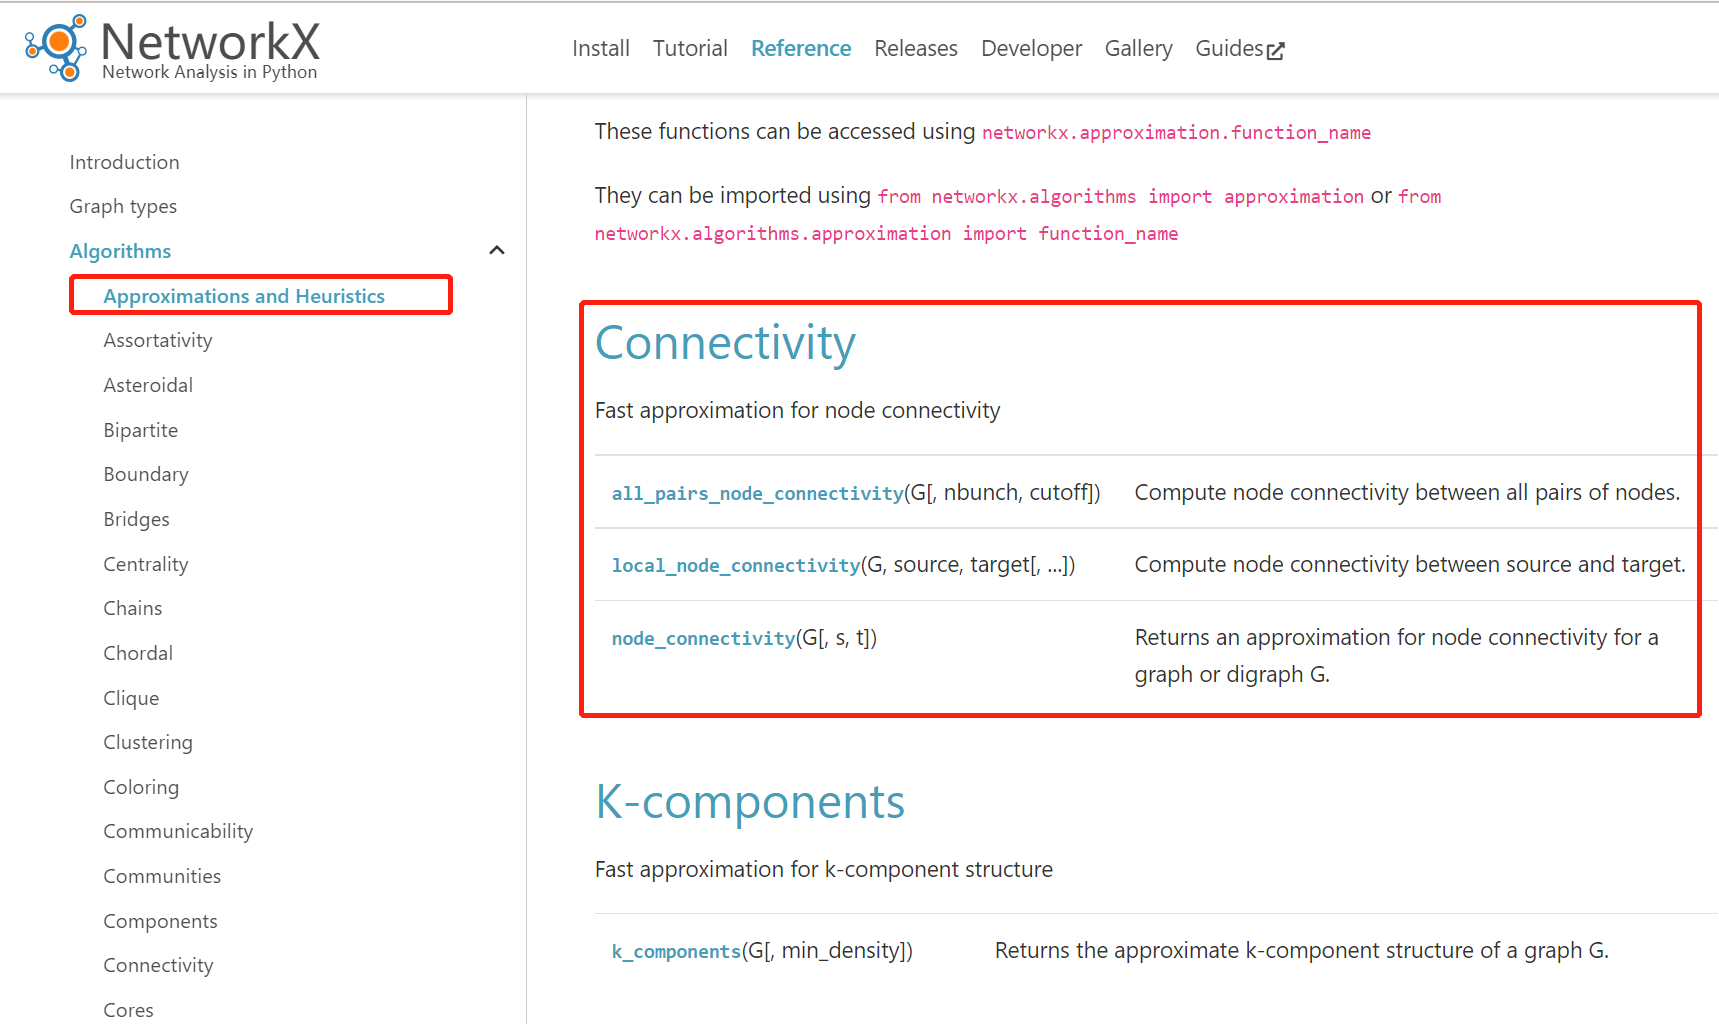 NetworkX
Network Analysis in Python
Install Tutorial Reference Releases Developer Gallery Guides
Introduction
Graph types
Algorithms
Approximations and Heuristics
Assortativity
Asteroidal
Bipartite
Boundary
Bridges
Centrality
Chains
Chordal
Clique
Clustering
Coloring
Communicability
Communities
Components
Connectivity
Cores
These functions can be accessed using networkx.approximation.function_name
They can be imported using from networkx.algorithms import approximation or from
networkx.algorithms.approximation import function_name
Connectivity
Fast approximation for node connectivity
all_pairs_node_connectivity(G[, nbunch, cutoff]) Compute node connectivity between all pairs of nodes.
local_node_connectivity(G, source, target[, ...]) Compute node connectivity between source and target.
node_connectivity(G[, s, t]) Returns an approximation for node connectivity for a
graph or digraph G.
K-components
Fast approximation for k-component structure
k_components(G[, min_density]) Returns the approximate k-component structure of a graph G.